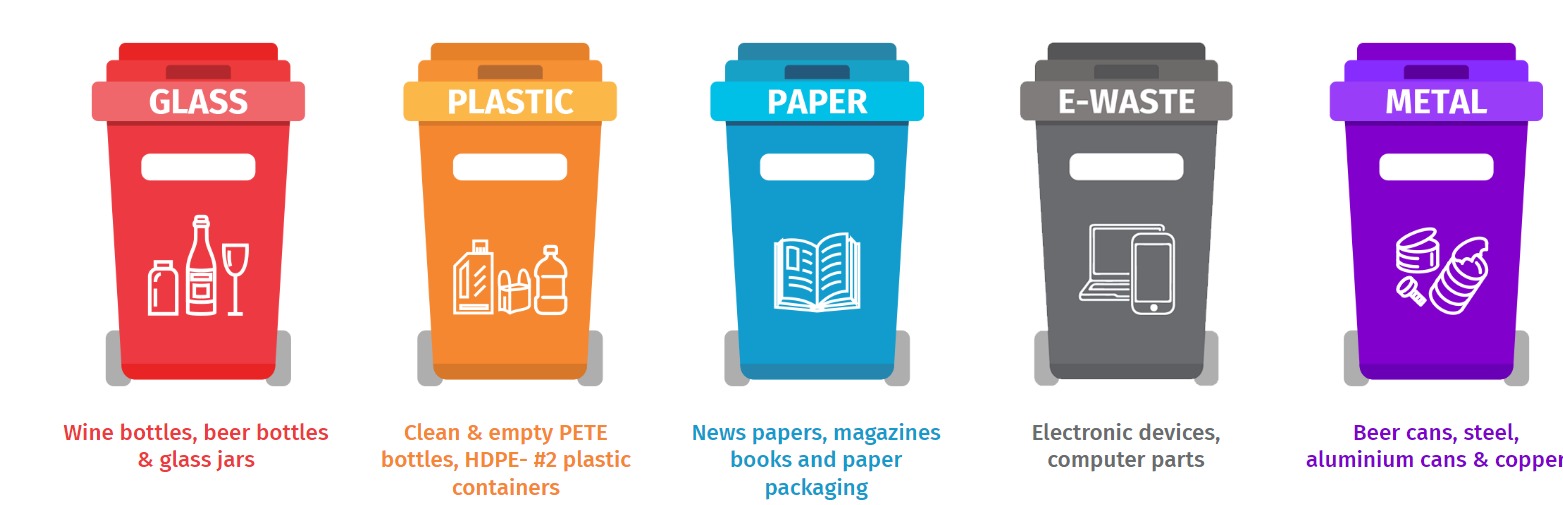 GLASS
PLASTIC
PAPER
E-WASTE
METAL
Wine bottles, beer bottles
& glass jars
Clean & empty PETE
bottles, HDPE- #2 plastic
containers
News papers, magazines
books and paper
packaging
Electronic devices,
computer parts
Beer cans, steel,
aluminium cans & copper